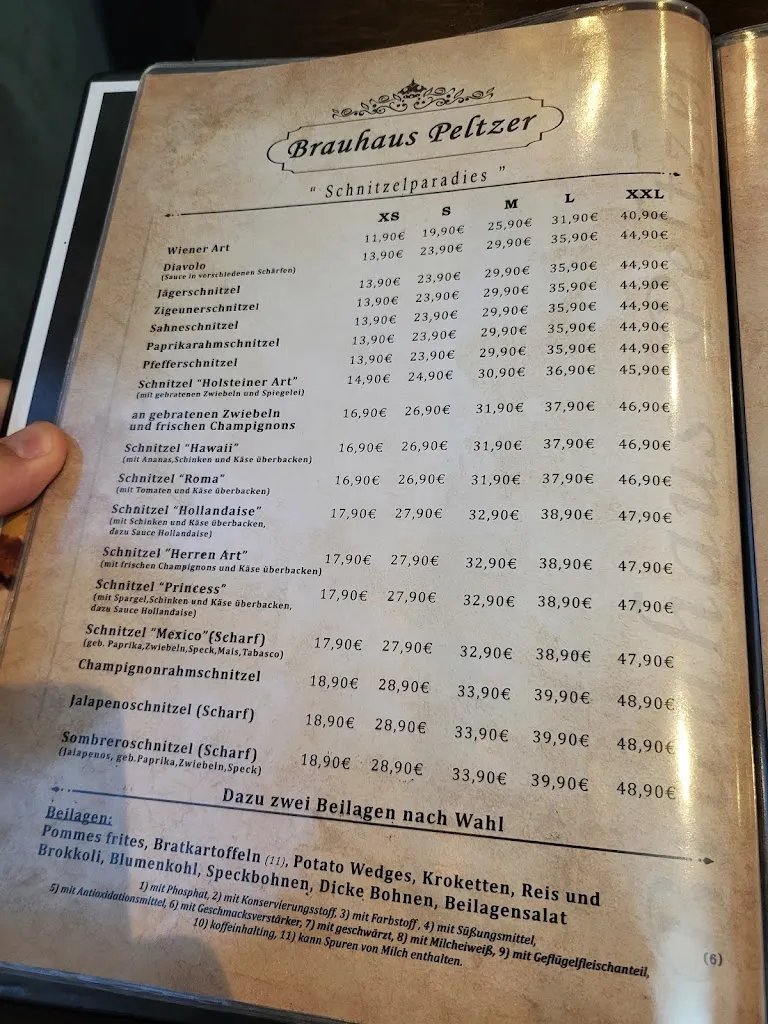 Brauhaus Peltzer
“ Schnitzelparadies ”
XS S M L XXL
Wiener Art 11,90€ 19,90€ 25,90€ 31,90€ 40,90€
Diavolo 13,90€ 23,90€ 29,90€ 35,90€ 44,90€
(Sauce in verschiedenen Schärfen)
Jägerschnitzel 13,90€ 23,90€ 29,90€ 35,90€ 44,90€
Zigeunerschnitzel 13,90€ 23,90€ 29,90€ 35,90€ 44,90€
Sahneschnitzel 13,90€ 23,90€ 29,90€ 35,90€ 44,90€
Paprikarahmschnitzel 13,90€ 23,90€ 29,90€ 35,90€ 44,90€
Pfefferschnitzel 13,90€ 23,90€ 29,90€ 35,90€ 44,90€
Schnitzel “Holsteiner Art” 14,90€ 24,90€ 30,90€ 36,90€ 45,90€
(mit gebratenen Zwiebeln und Spiegelei)
an gebratenen Zwiebeln 16,90€ 26,90€ 31,90€ 37,90€ 46,90€
und frischen Champignons
Schnitzel “Hawaii” 16,90€ 26,90€ 31,90€ 37,90€ 46,90€
(mit Ananas,Schinken und Käse überbacken)
Schnitzel “Roma” 16,90€ 26,90€ 31,90€ 37,90€ 46,90€
(mit Tomaten und Käse überbacken)
Schnitzel “Hollandaise” 17,90€ 27,90€ 32,90€ 38,90€ 47,90€
(mit Schinken und Käse überbacken,
dazu Sauce Hollandaise)
Schnitzel “Herren Art” 17,90€ 27,90€ 32,90€ 38,90€ 47,90€
(mit frischen Champignons und Käse überbacken)
Schnitzel “Princess” 17,90€ 27,90€ 32,90€ 38,90€ 47,90€
(mit Spargel,Schinken und Käse überbacken,
dazu Sauce Hollandaise)
Schnitzel “Mexico”(Scharf) 17,90€ 27,90€ 32,90€ 38,90€ 47,90€
(geb. Paprika,Zwiebeln,Speck,Mais,Tabasco)
Champignonrahmschnitzel 18,90€ 28,90€ 33,90€ 39,90€ 48,90€
Jalapenoschnitzel (Scharf) 18,90€ 28,90€ 33,90€ 39,90€ 48,90€
Sombreroschnitzel (Scharf) 18,90€ 28,90€ 33,90€ 39,90€ 48,90€
(Jalapenos, geb.Paprika,Zwiebeln,Speck)
Dazu zwei Beilagen nach Wahl
Beilagen:
Pommes frites, Bratkartoffeln (11), Potato Wedges, Kroketten, Reis und
Brokkoli, Blumenkohl, Speckbohnen, Dicke Bohnen, Beilagensalat
1) mit Phosphat, 2) mit Konservierungsstoff, 3) mit Farbstoff, 4) mit Süßungsmittel,
5) mit Antioxidationsmittel, 6) mit Geschmacksverstärker, 7) mit geschwärzt, 8) mit Milcheiweiß, 9) mit Geflügelfleischanteil,
10) koffeinhalting, 11) kann Spuren von Milch enthalten.
(6)